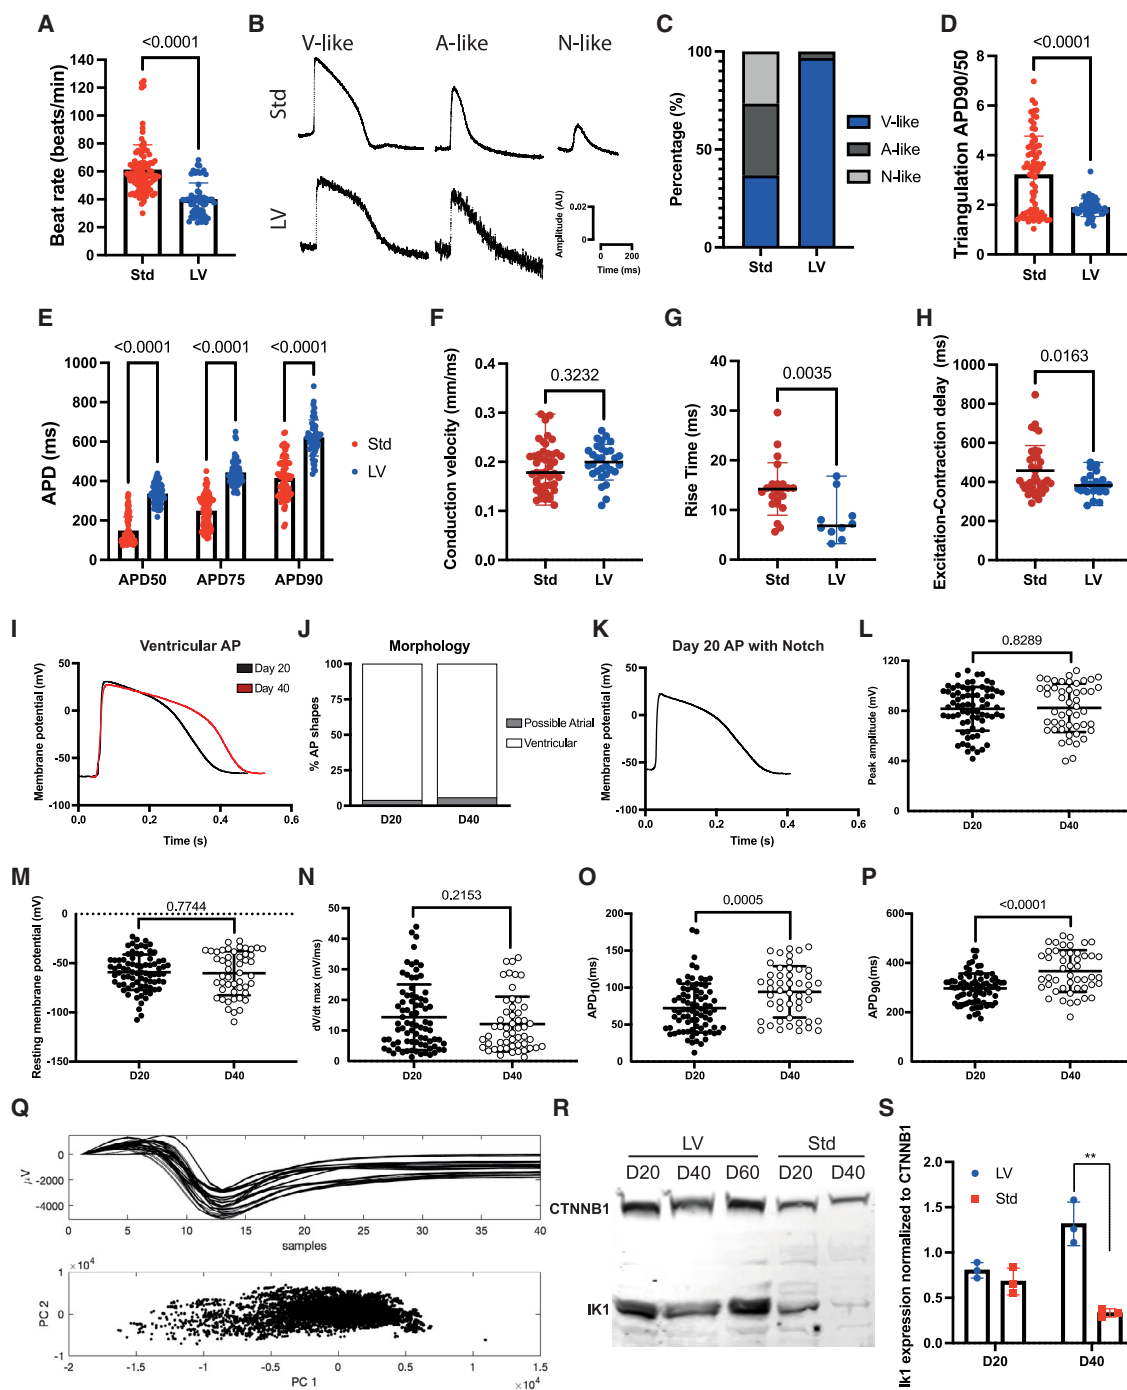 A
<0.0001
Beat rate (beats/min)
140
120
100
80
60
40
20
0
Std
LV
B
V-like
A-like
N-like
Std
LV
Amplitude (AU)
0.02
0
0
200
Time (ms)
C
Percentage (%)
100
50
0
Std
LV
V-like
A-like
N-like
D
<0.0001
Triangulation APD90/50
8
6
4
2
0
Std
LV
E
<0.0001
<0.0001
<0.0001
APD (ms)
1000
800
600
400
200
0
APD50
APD75
APD90
Std
LV
F
0.3232
Conduction velocity (mm/ms)
0.4
0.3
0.2
0.1
0.0
Std
LV
G
0.0035
Rise Time (ms)
40
30
20
10
0
Std
LV
H
0.0163
Excitation-Contraction delay (ms)
1000
800
600
400
200
0
Std
LV
I
Ventricular AP
Membrane potential (mV)
50
0
-50
-100
0.0
0.2
0.4
0.6
Time (s)
Day 20
Day 40
J
Morphology
% AP shapes
100
75
50
25
0
D20
D40
Possible Atrial
Ventricular
K
Day 20 AP with Notch
Membrane potential (mV)
50
0
-50
-100
0.0
0.2
0.4
0.6
Time (s)
L
0.8289
Peak amplitude (mV)
120
80
40
0
D20
D40
M
0.7744
Resting membrane potential (mV)
0
-50
-100
-150
D20
D40
N
0.2153
dV/dt max (mV/ms)
50
40
30
20
10
0
D20
D40
O
0.0005
APD10(ms)
200
150
100
50
0
D20
D40
P
<0.0001
APD90(ms)
600
400
200
0
D20
D40
Q
μV
0
-2000
-4000
0
5
10
15
20
25
30
35
40
samples
× 10⁴
PC 2
1
0
-1
-2
-1.5
-1
-0.5
0
0.5
1
1.5
PC 1
× 10⁴
R
LV
Std
D20 D40 D60 D20 D40
CTNNB1
IK1
S
Ik1 expression normalized to CTNNB1
2.0
1.5
1.0
0.5
0.0
LV
Std
**
D20
D40